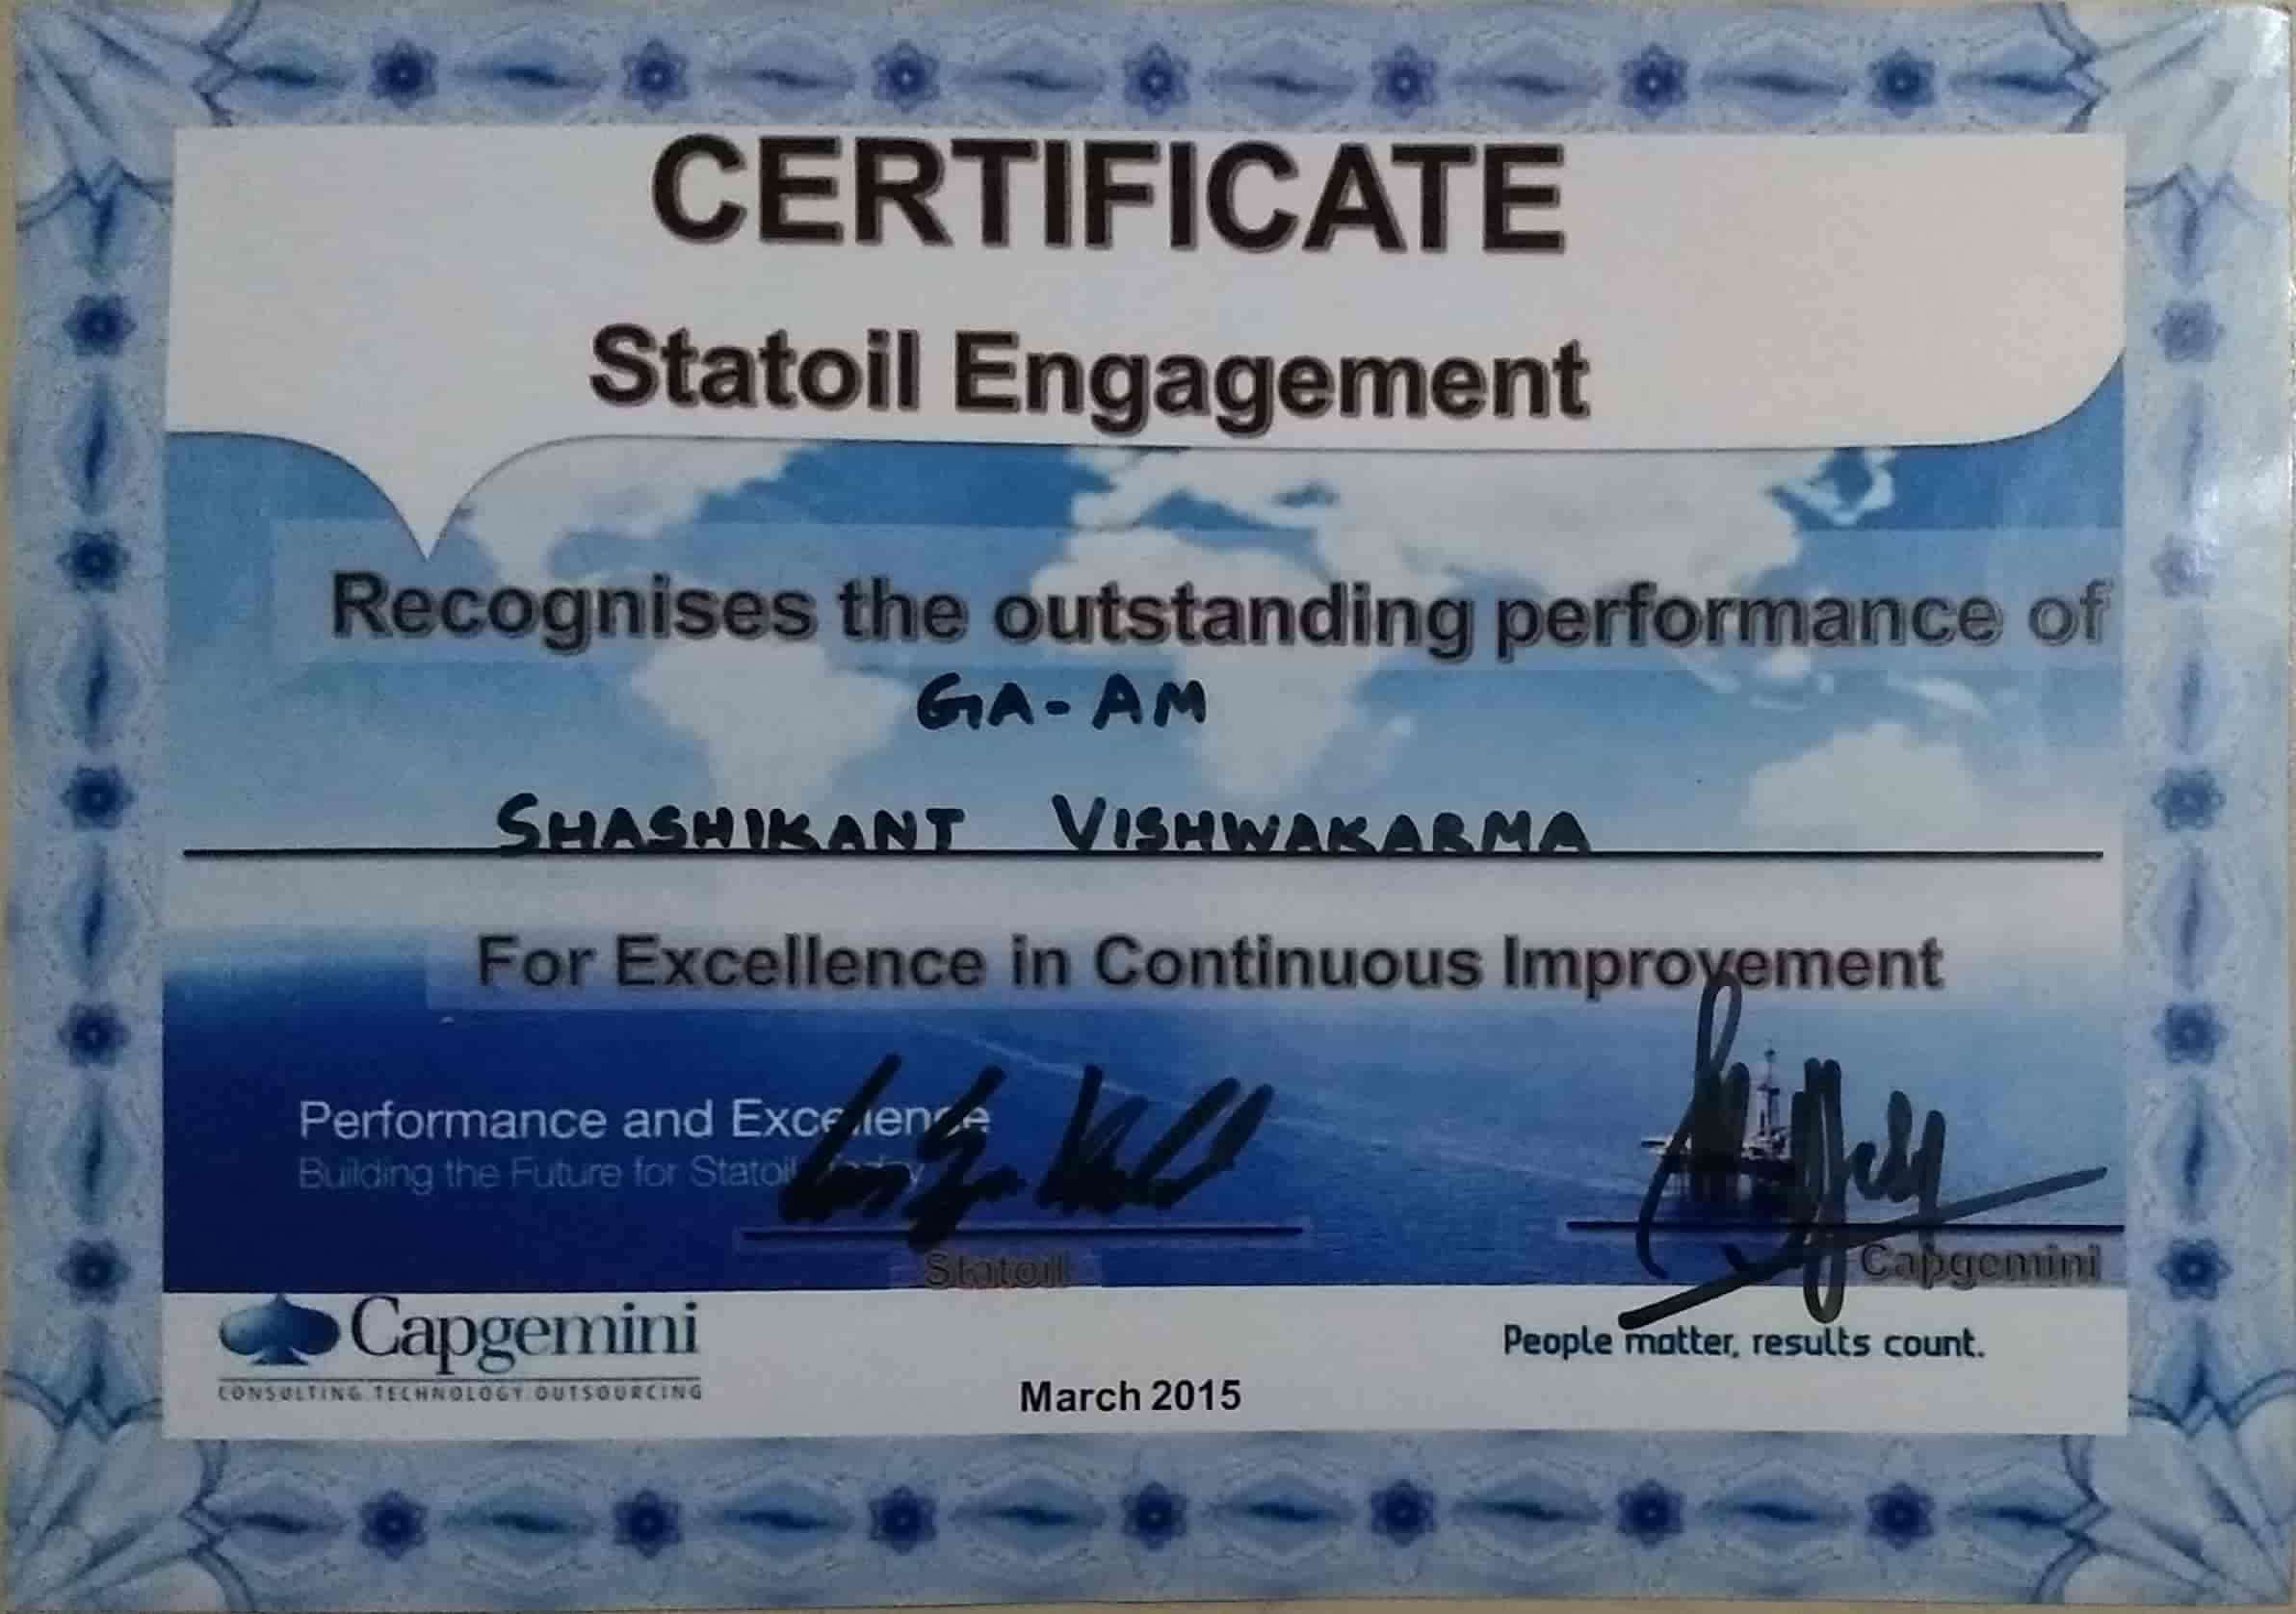 CERTIFICATE
Statoil Engagement
Recognises the outstanding performance of
GA-AM
SHASHIKANT VISHWAKARMA
For Excellence in Continuous Improvement
Performance and Excellence
Building the Future for Statoil
Statoil
Capgemini
Capgemini
CONSULTING.TECHNOLOGY.OUTSOURCING
People matter, results count.
March 2015